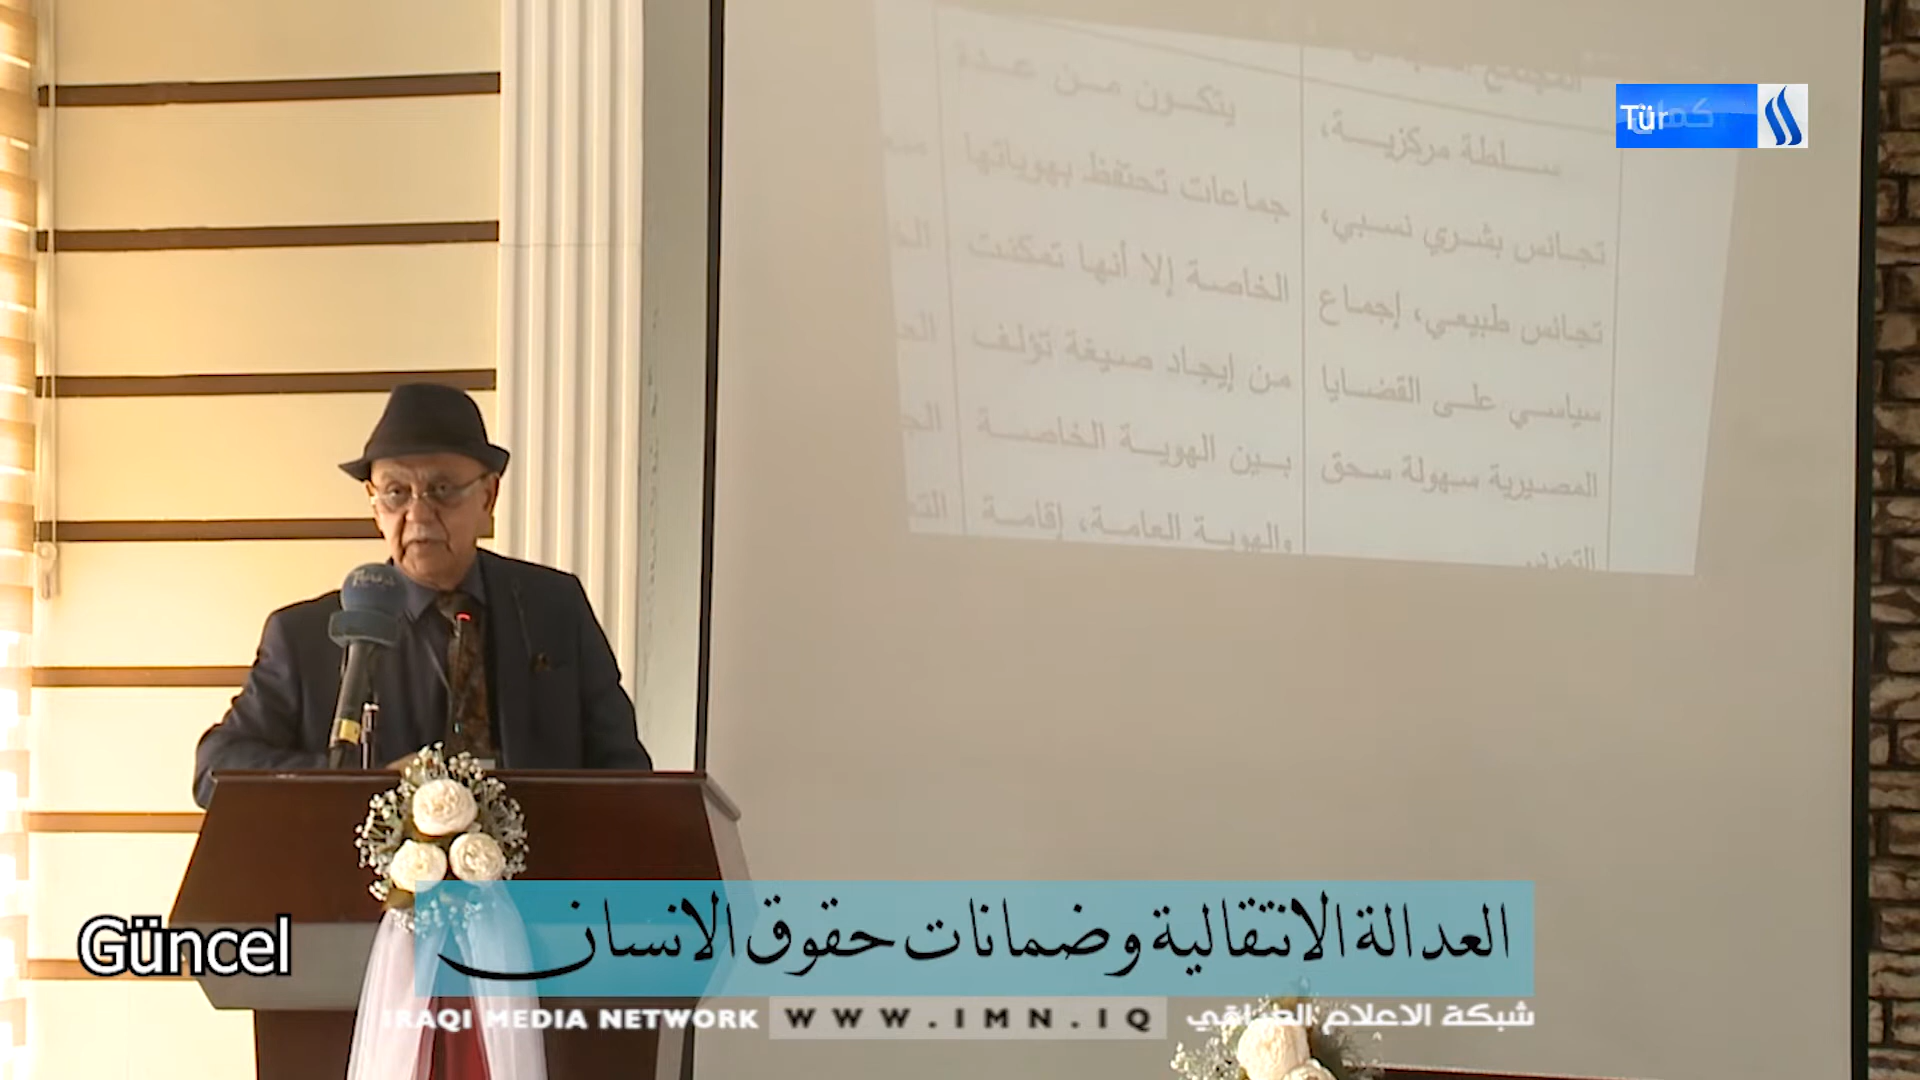 سلطة مركزية،
تجانس بشري نسبي،
تجانس طبيعي، إجماع
سياسي على القضايا
المصيرية سهولة سحق
يتكون من عدة
جماعات تحتفظ بهوياتها
الخاصة إلا أنها تمكنت
من إيجاد صيغة تؤلف
بين الهوية الخاصة
والهوية العامة، إقامة
Tür
Güncel
العدالة الانتقالية وضمانات حقوق الانسان
IRAQI MEDIA NETWORK WWW.IMN.IQ شبكة الاعلام العراقي